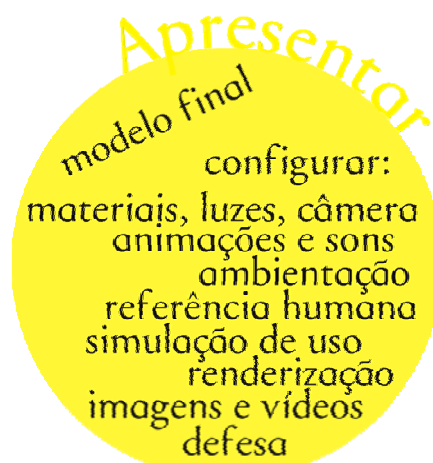 Apresentar
modelo final
configurar:
materiais, luzes, câmera
animações e sons
ambientação
referência humana
simulação de uso
renderização
imagens e vídeos
defesa